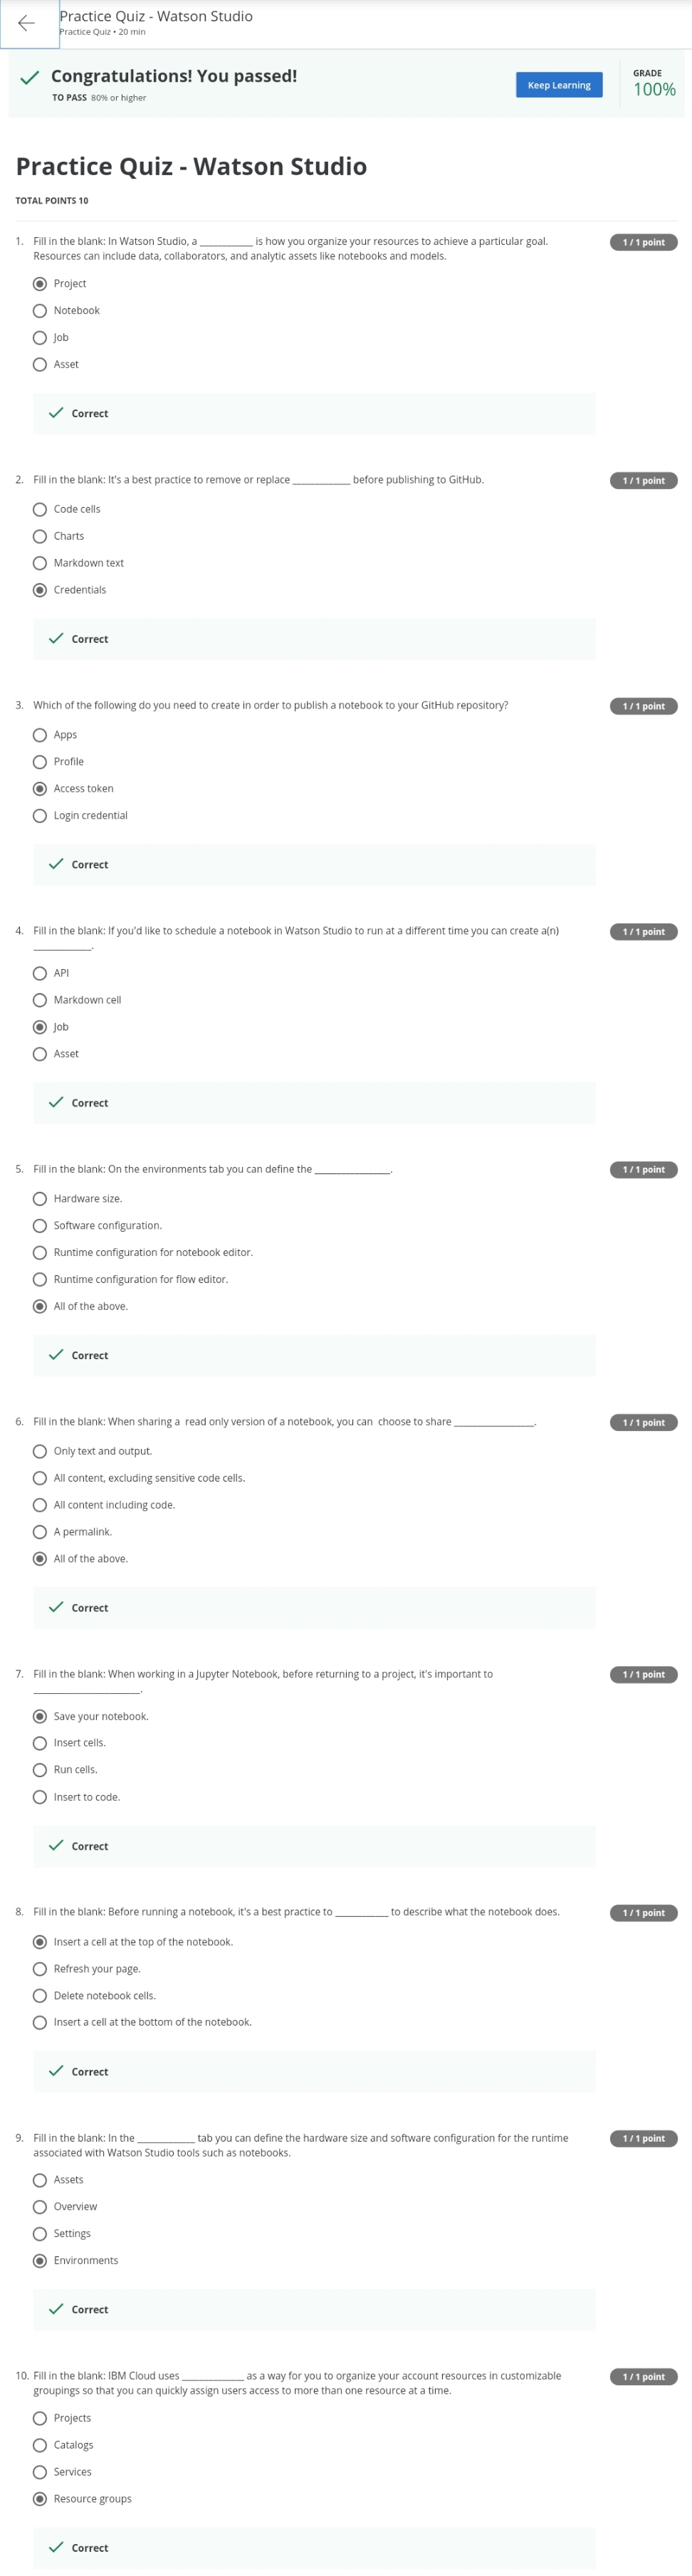 Practice Quiz - Watson Studio
Practice Quiz • 20 min
Congratulations! You passed!
TO PASS 80% or higher
Keep Learning
GRADE
100%
Practice Quiz - Watson Studio
TOTAL POINTS 10
1. Fill in the blank: In Watson Studio, a ___________ is how you organize your resources to achieve a particular goal.
Resources can include data, collaborators, and analytic assets like notebooks and models.
1 / 1 point
Project
Notebook
Job
Asset
Correct
2. Fill in the blank: It's a best practice to remove or replace ____________ before publishing to GitHub.
1 / 1 point
Code cells
Charts
Markdown text
Credentials
Correct
3. Which of the following do you need to create in order to publish a notebook to your GitHub repository?
1 / 1 point
Apps
Profile
Access token
Login credential
Correct
4. Fill in the blank: If you'd like to schedule a notebook in Watson Studio to run at a different time you can create a(n)
____________.
1 / 1 point
API
Markdown cell
Job
Asset
Correct
5. Fill in the blank: On the environments tab you can define the ________________.
1 / 1 point
Hardware size.
Software configuration.
Runtime configuration for notebook editor.
Runtime configuration for flow editor.
All of the above.
Correct
6. Fill in the blank: When sharing a  read only version of a notebook, you can  choose to share _________________.
1 / 1 point
Only text and output.
All content, excluding sensitive code cells.
All content including code.
A permalink.
All of the above.
Correct
7. Fill in the blank: When working in a Jupyter Notebook, before returning to a project, it's important to
______________________.
1 / 1 point
Save your notebook.
Insert cells.
Run cells.
Insert to code.
Correct
8. Fill in the blank: Before running a notebook, it's a best practice to ___________ to describe what the notebook does.
1 / 1 point
Insert a cell at the top of the notebook.
Refresh your page.
Delete notebook cells.
Insert a cell at the bottom of the notebook.
Correct
9. Fill in the blank: In the ____________ tab you can define the hardware size and software configuration for the runtime
associated with Watson Studio tools such as notebooks.
1 / 1 point
Assets
Overview
Settings
Environments
Correct
10. Fill in the blank: IBM Cloud uses _____________ as a way for you to organize your account resources in customizable
groupings so that you can quickly assign users access to more than one resource at a time.
1 / 1 point
Projects
Catalogs
Services
Resource groups
Correct